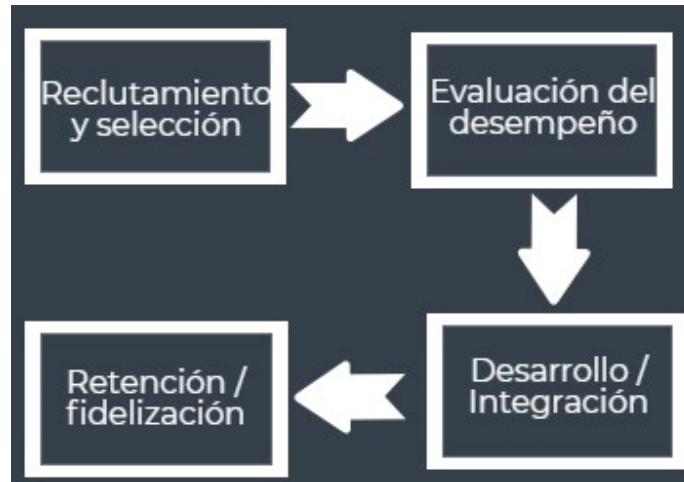 Reclutamiento
y selección
Evaluación del
desempeño
Desarrollo /
Integración
Retención /
fidelización